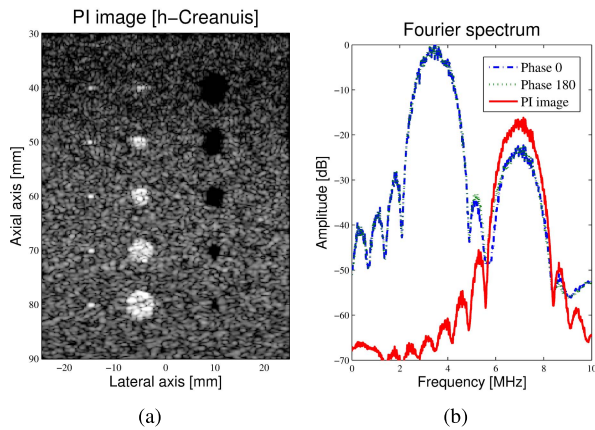 PI image [h−Creanuis]
30
40
50
60
70
80
90
Axial axis [mm]
−20 −10 0 10 20
Lateral axis [mm]
(a)
Fourier spectrum
0
−10
−20
−30
−40
−50
−60
−70
Amplitude [dB]
Phase 0
Phase 180
PI image
0 2 4 6 8 10
Frequency [MHz]
(b)